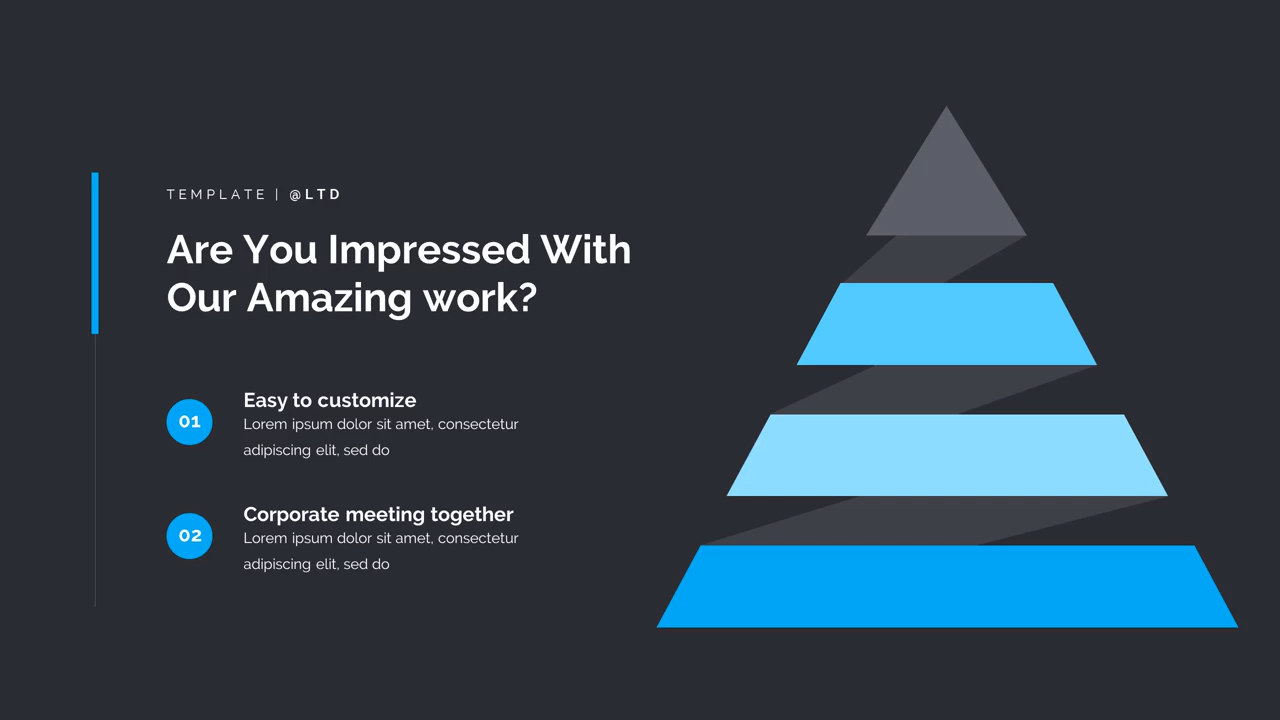 TEMPLATE | @LTD
Are You Impressed With
Our Amazing work?
01
Easy to customize
Lorem ipsum dolor sit amet, consectetur
adipiscing elit, sed do
02
Corporate meeting together
Lorem ipsum dolor sit amet, consectetur
adipiscing elit, sed do